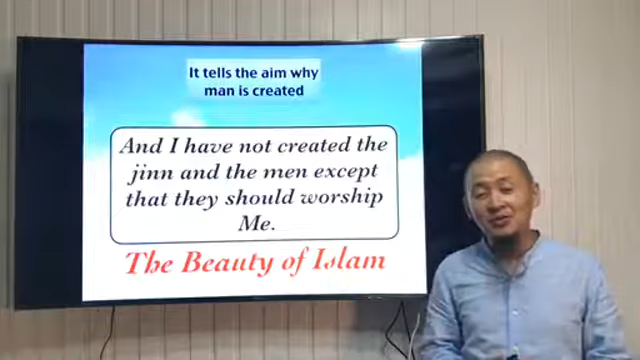 It tells the aim why
man is created
And I have not created the
jinn and the men except
that they should worship
Me.
The Beauty of Islam